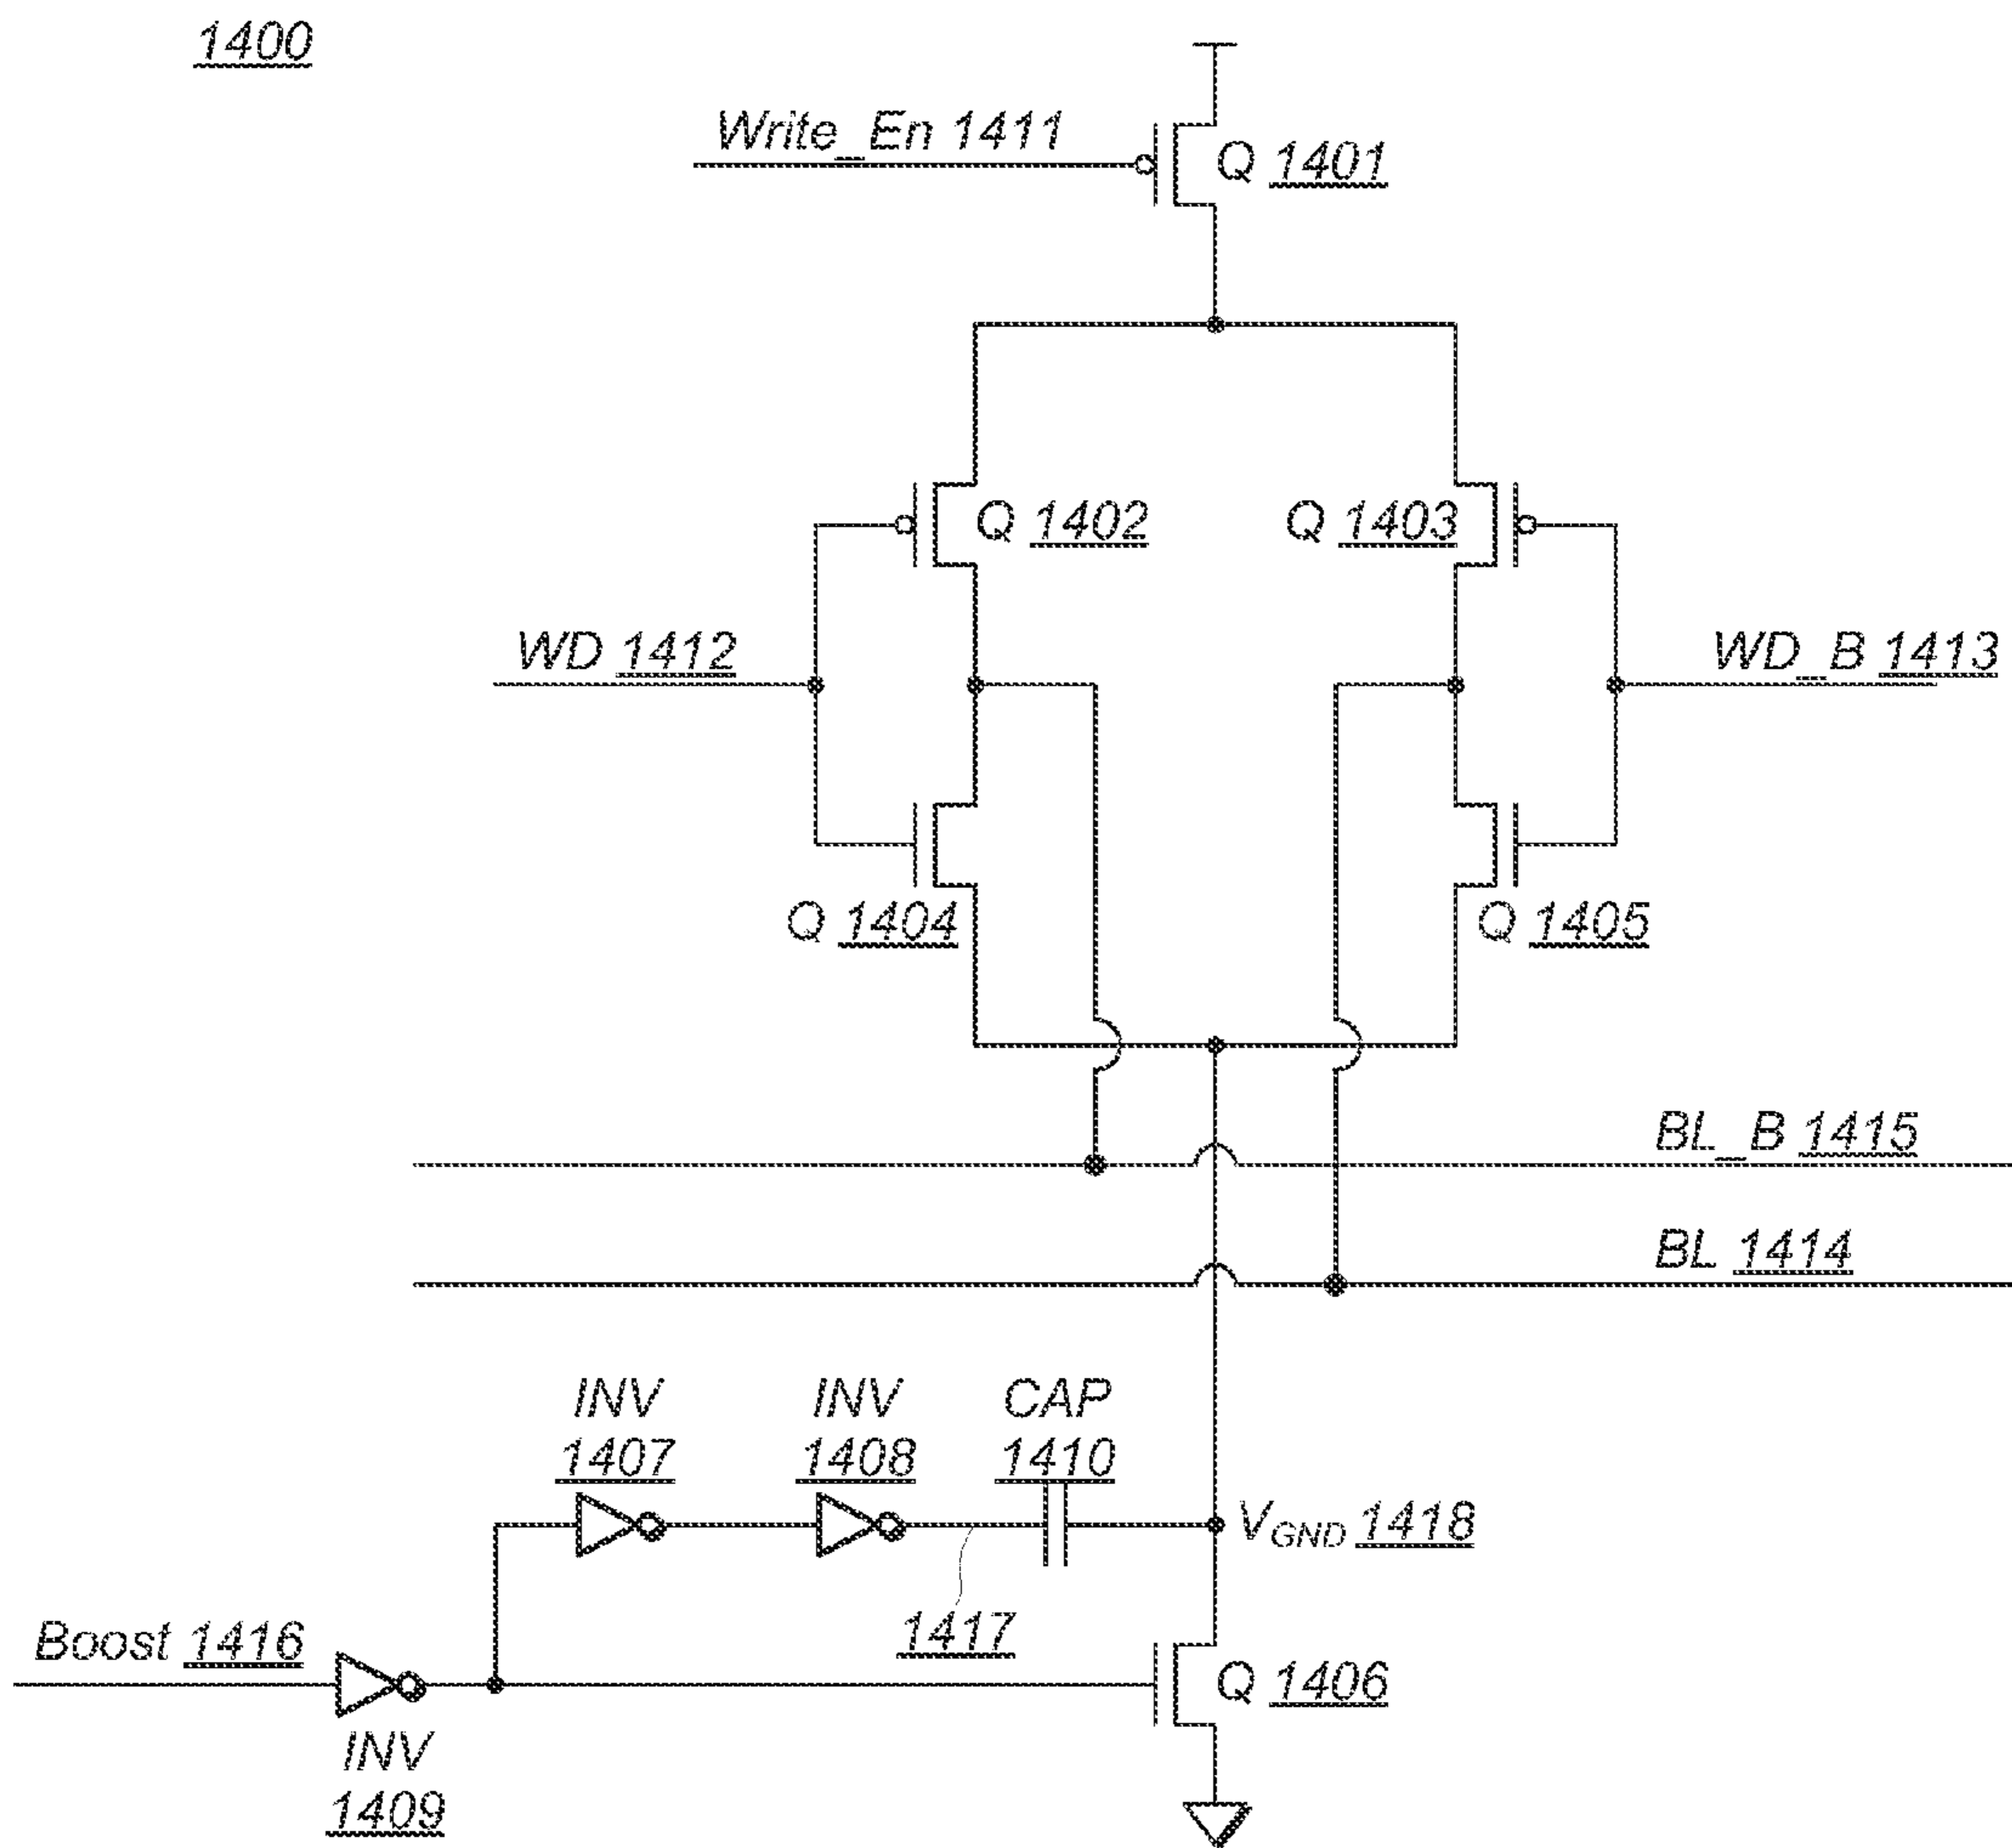 1400
Write_En 1411
Q 1401
Q 1402
Q 1403
WD 1412
WD_B 1413
Q 1404
Q 1405
BL_B 1415
BL 1414
INV
1407
INV
1408
CAP
1410
VGND 1418
1417
Boost 1416
Q 1406
INV
1409